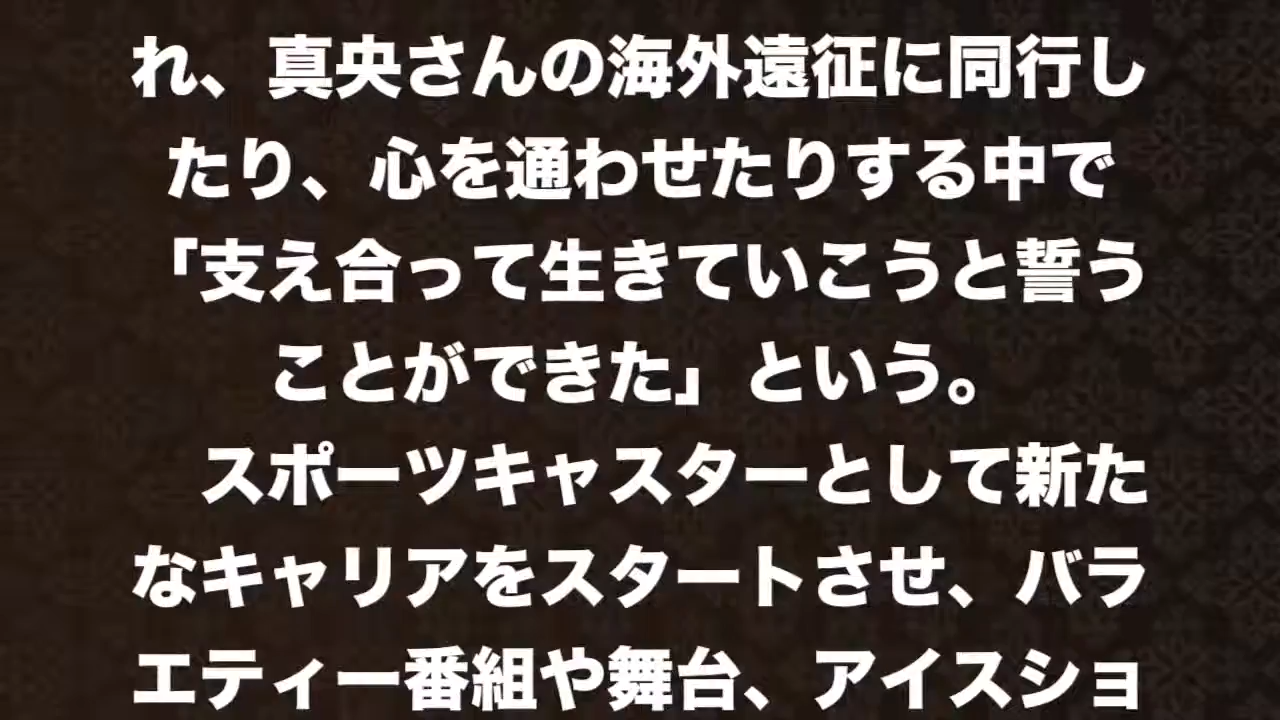 れ、真央さんの海外遠征に同行し
たり、心を通わせたりする中で
「支え合って生きていこうと誓う
ことができた」という。
　スポーツキャスターとして新た
なキャリアをスタートさせ、バラ
エティー番組や舞台、アイスショ